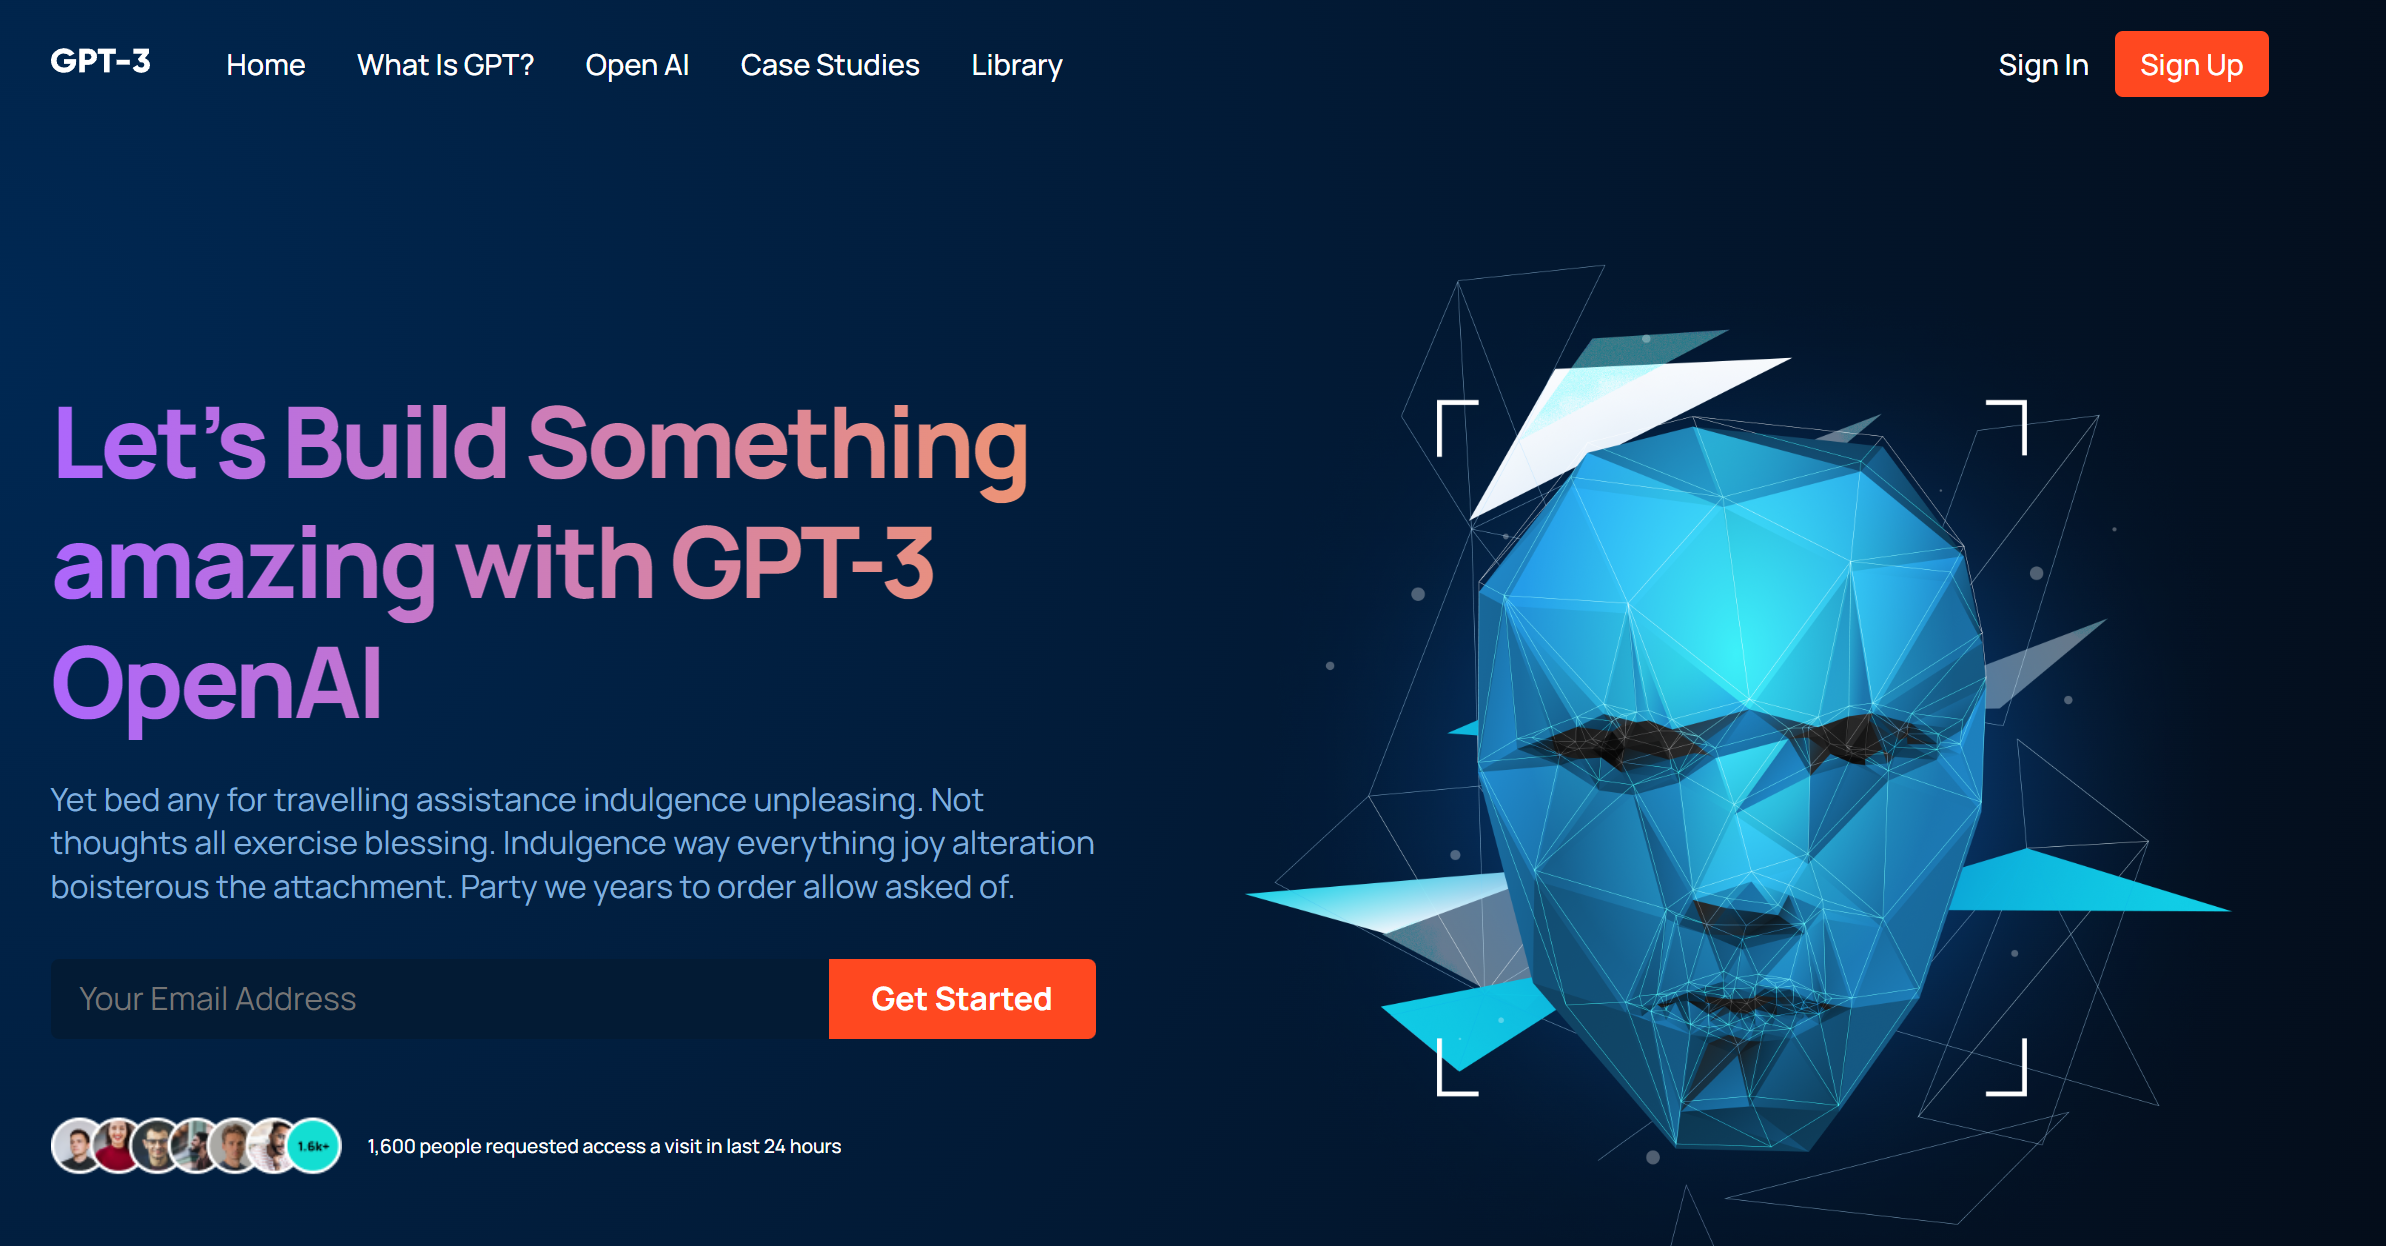 GPT-3
Home
What Is GPT?
Open AI
Case Studies
Library
Sign In
Sign Up
Let’s Build Something
amazing with GPT-3
OpenAI
Yet bed any for travelling assistance indulgence unpleasing. Not
thoughts all exercise blessing. Indulgence way everything joy alteration
boisterous the attachment. Party we years to order allow asked of.
Your Email Address
Get Started
1.6k+
1,600 people requested access a visit in last 24 hours